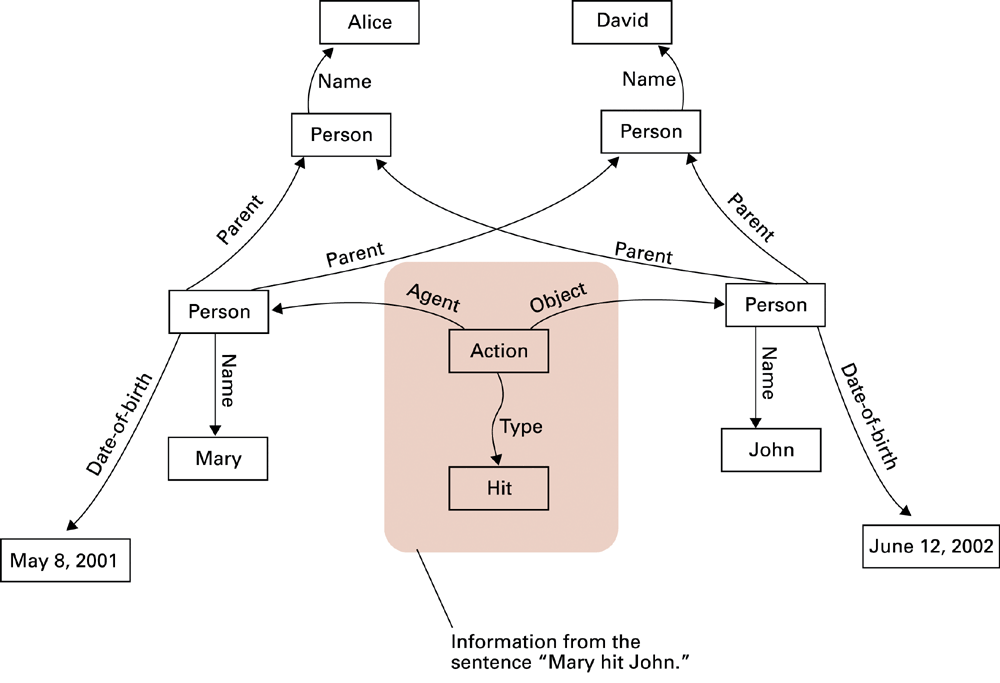 Alice
David
Name
Name
Person
Person
Parent
Parent
Parent
Parent
Person
Agent
Object
Person
Action
Name
Name
Date-of-birth
Date-of-birth
Type
Mary
John
Hit
May 8, 2001
June 12, 2002
Information from the
sentence “Mary hit John.”